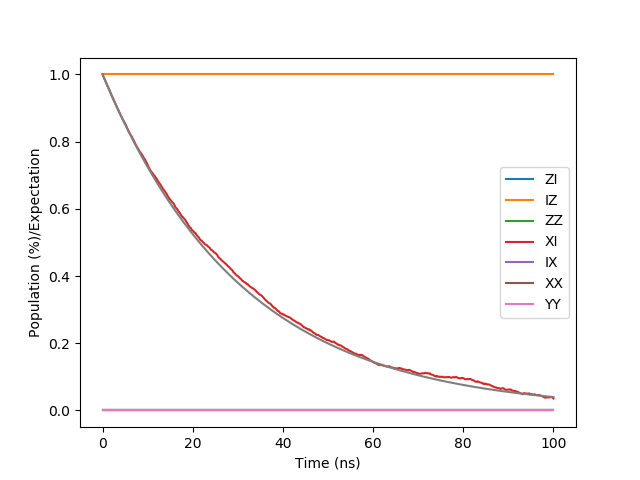 1.0
0.8
0.6
0.4
0.2
0.0
Population (%)/Expectation
ZI
IZ
ZZ
XI
IX
XX
YY
0 20 40 60 80 100
Time (ns)